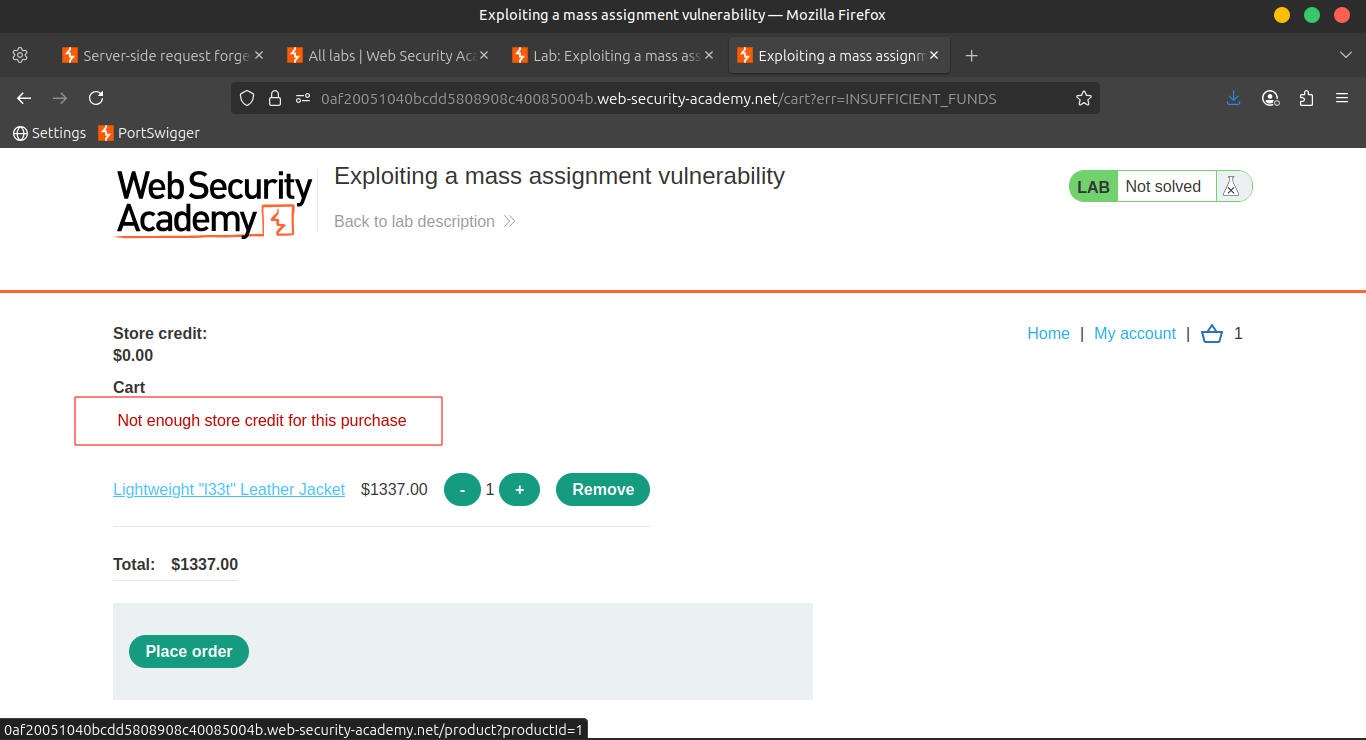 Exploiting a mass assignment vulnerability — Mozilla Firefox
Server-side request forge
All labs | Web Security Ac
Lab: Exploiting a mass ass
Exploiting a mass assignm
0af20051040bcdd5808908c40085004b.web-security-academy.net/cart?err=INSUFFICIENT_FUNDS
Settings
PortSwigger
Web Security
Academy
Exploiting a mass assignment vulnerability
Back to lab description
LAB Not solved
Store credit:
$0.00
Home | My account | 1
Cart
Not enough store credit for this purchase
Lightweight "l33t" Leather Jacket $1337.00 - 1 + Remove
Total: $1337.00
Place order
0af20051040bcdd5808908c40085004b.web-security-academy.net/product?productId=1